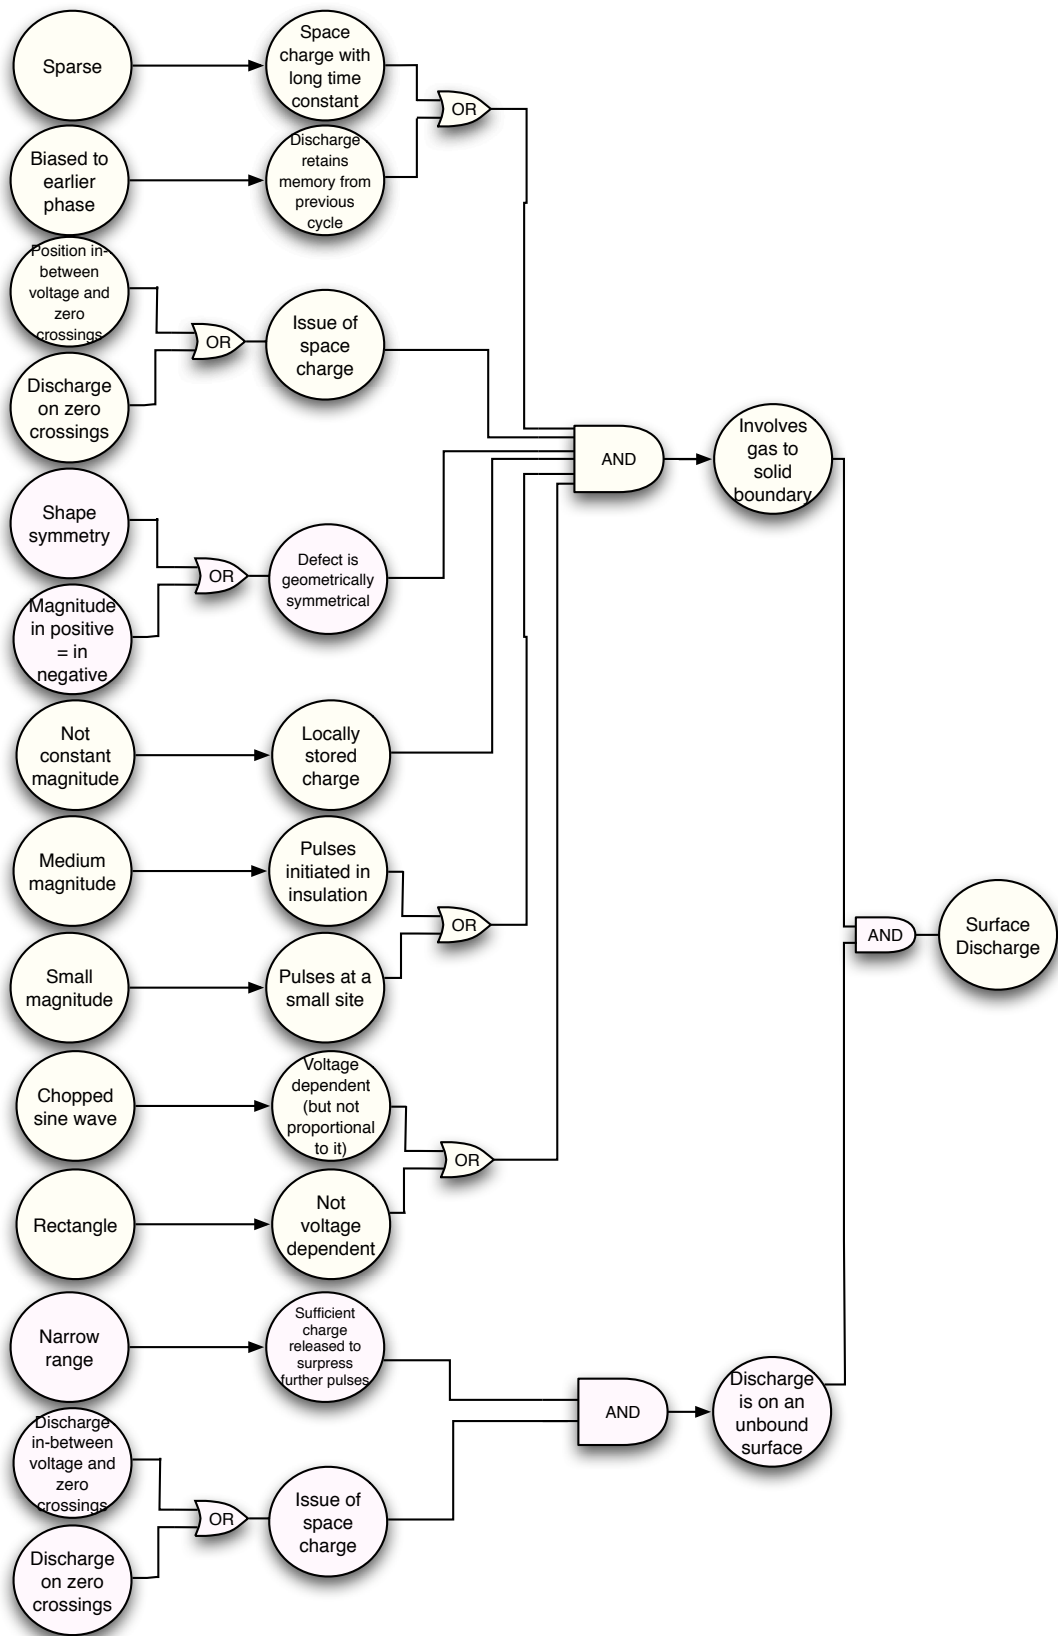 Sparse
Space
charge with
long time
constant
OR
Biased to
earlier
phase
Discharge
retains
memory from
previous
cycle
Position in-
between
voltage and
zero
crossings
OR
Issue of
space
charge
Discharge
on zero
crossings
AND
Involves
gas to
solid
boundary
Shape
symmetry
OR
Defect is
geometrically
symmetrical
Magnitude
in positive
= in
negative
Not
constant
magnitude
Locally
stored
charge
Medium
magnitude
Pulses
initiated in
insulation
OR
AND
Surface
Discharge
Small
magnitude
Pulses at a
small site
Chopped
sine wave
Voltage
dependent
(but not
proportional
to it)
OR
Rectangle
Not
voltage
dependent
Narrow
range
Sufficient
charge
released to
surpress
further pulses
AND
Discharge
is on an
unbound
surface
Discharge
in-between
voltage and
zero
crossings
OR
Issue of
space
charge
Discharge
on zero
crossings